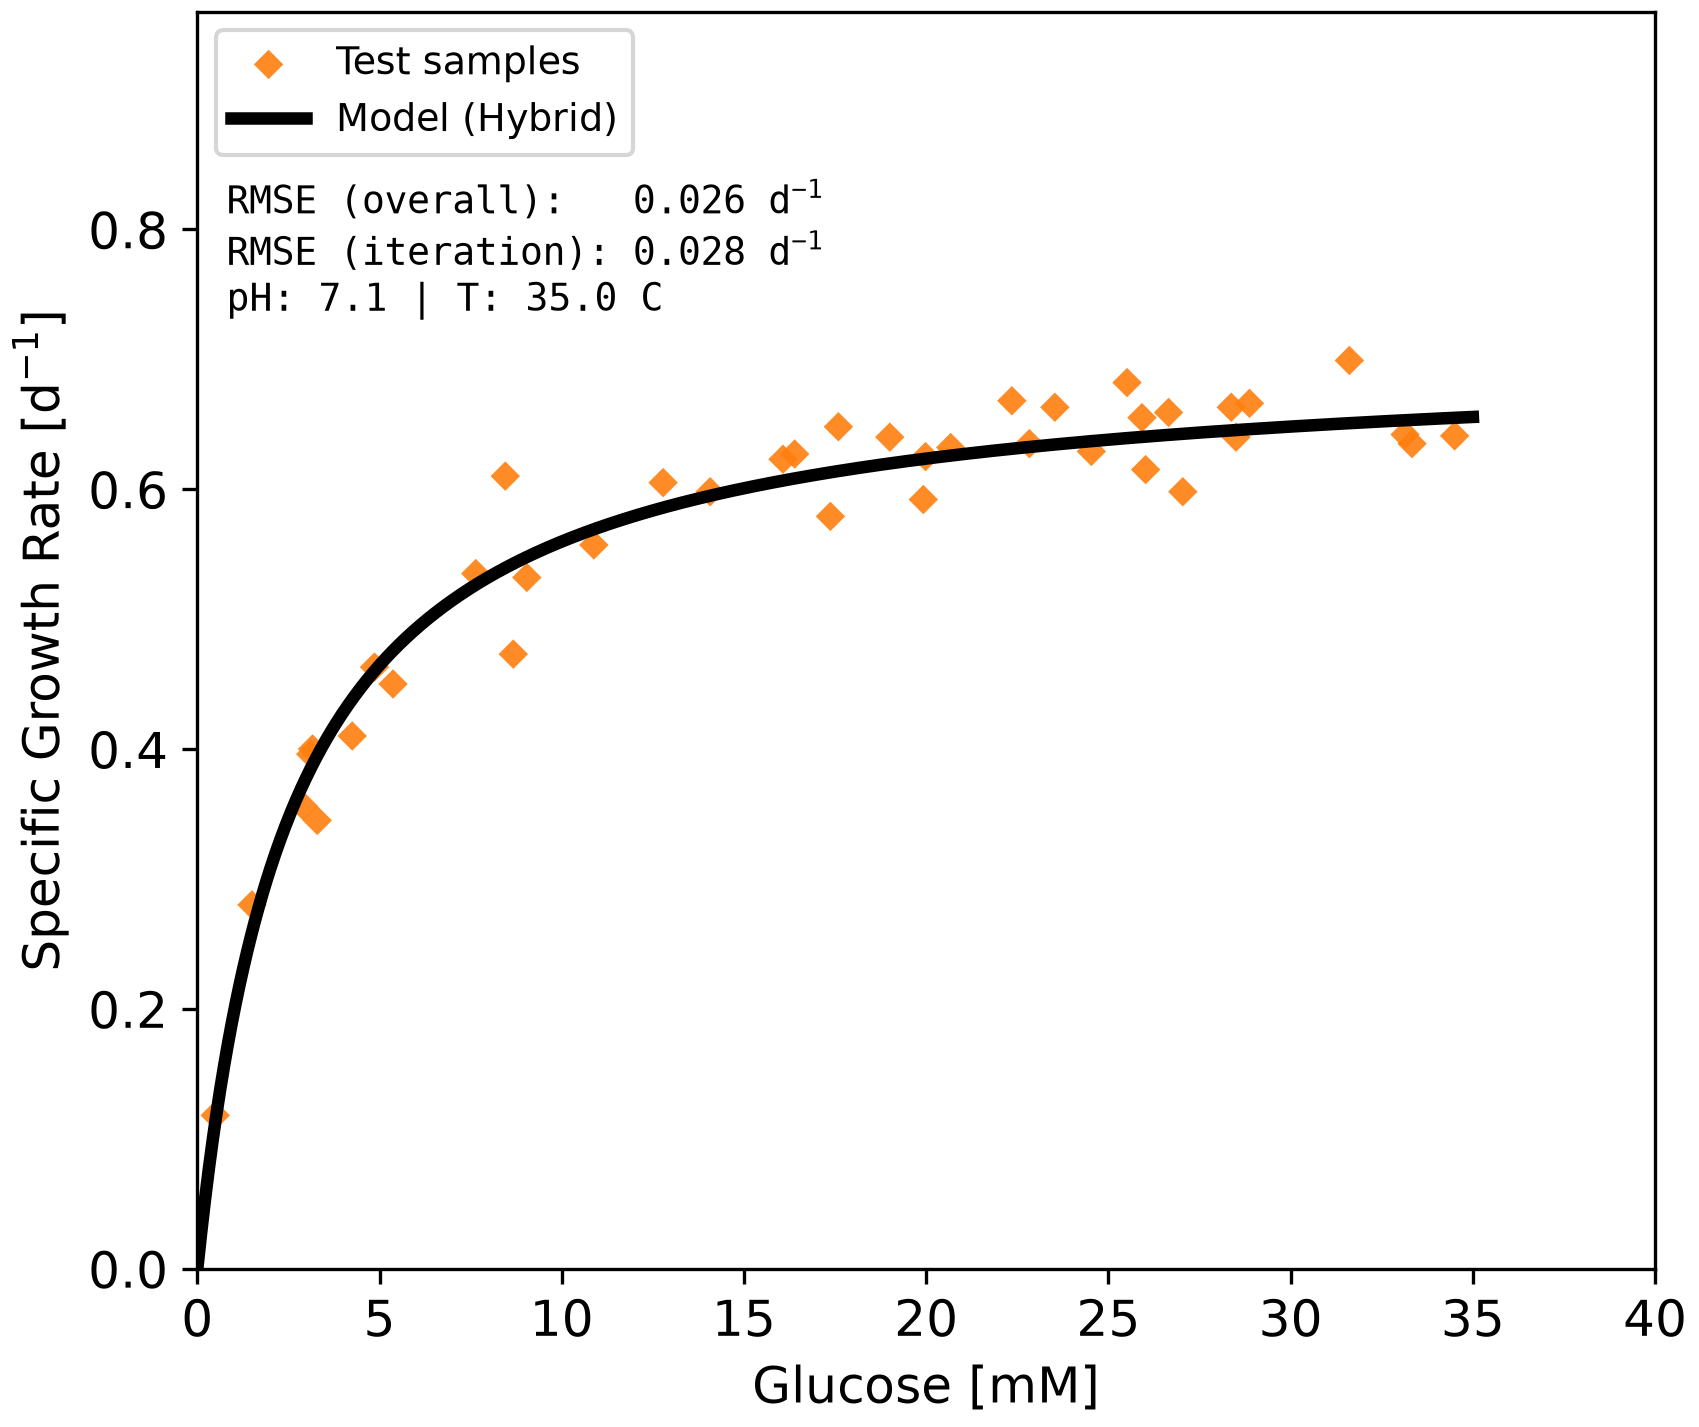 Test samples
Model (Hybrid)
RMSE (overall):   0.026 d⁻¹
RMSE (iteration): 0.028 d⁻¹
pH: 7.1 | T: 35.0 C
Specific Growth Rate [d⁻¹]
0.8
0.6
0.4
0.2
0.0
0 5 10 15 20 25 30 35 40
Glucose [mM]